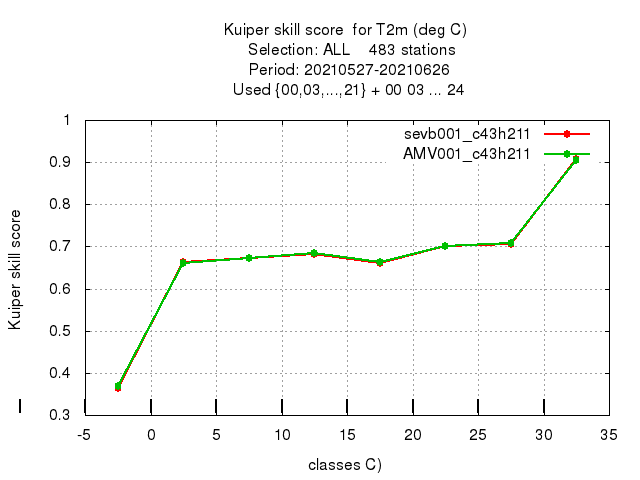 Kuiper skill score  for T2m (deg C)
Selection: ALL    483 stations
Period: 20210527-20210626
Used {00,03,...,21} + 00 03 ... 24
sevb001_c43h211
AMV001_c43h211
1
0.9
0.8
0.7
0.6
0.5
0.4
0.3
Kuiper skill score
-5 0 5 10 15 20 25 30 35
classes C)